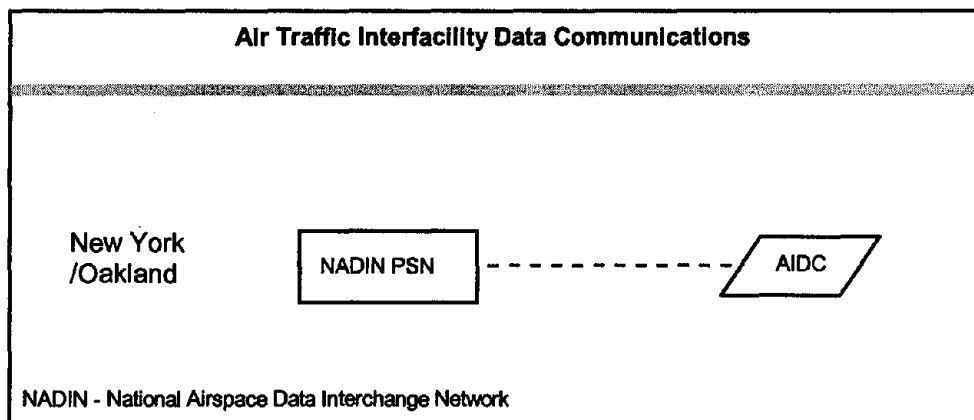 Air Traffic Interfacility Data Communications
New York
/Oakland
NADIN PSN
AIDC
NADIN - National Airspace Data Interchange Network